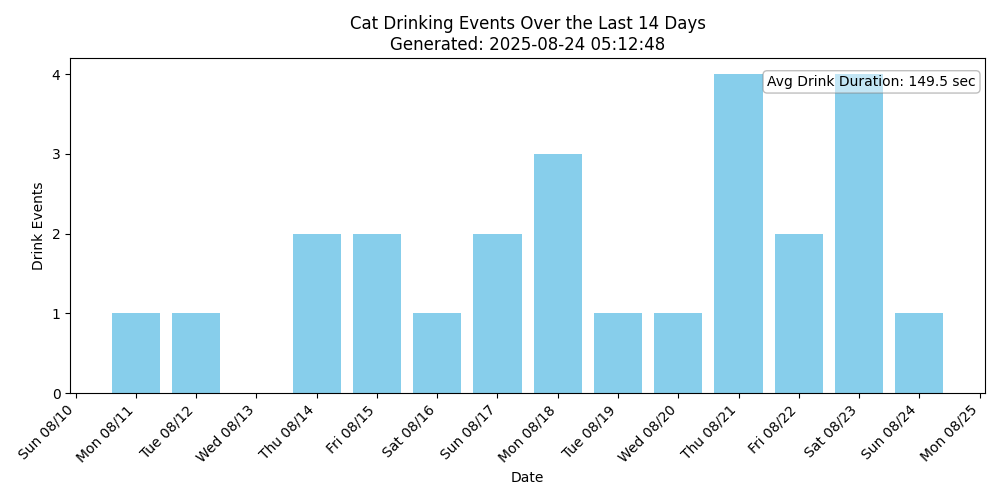 Cat Drinking Events Over the Last 14 Days
Generated: 2025-08-24 05:12:48
Avg Drink Duration: 149.5 sec
Drink Events
4
3
2
1
0
Sun 08/10
Mon 08/11
Tue 08/12
Wed 08/13
Thu 08/14
Fri 08/15
Sat 08/16
Sun 08/17
Mon 08/18
Tue 08/19
Wed 08/20
Thu 08/21
Fri 08/22
Sat 08/23
Sun 08/24
Mon 08/25
Date